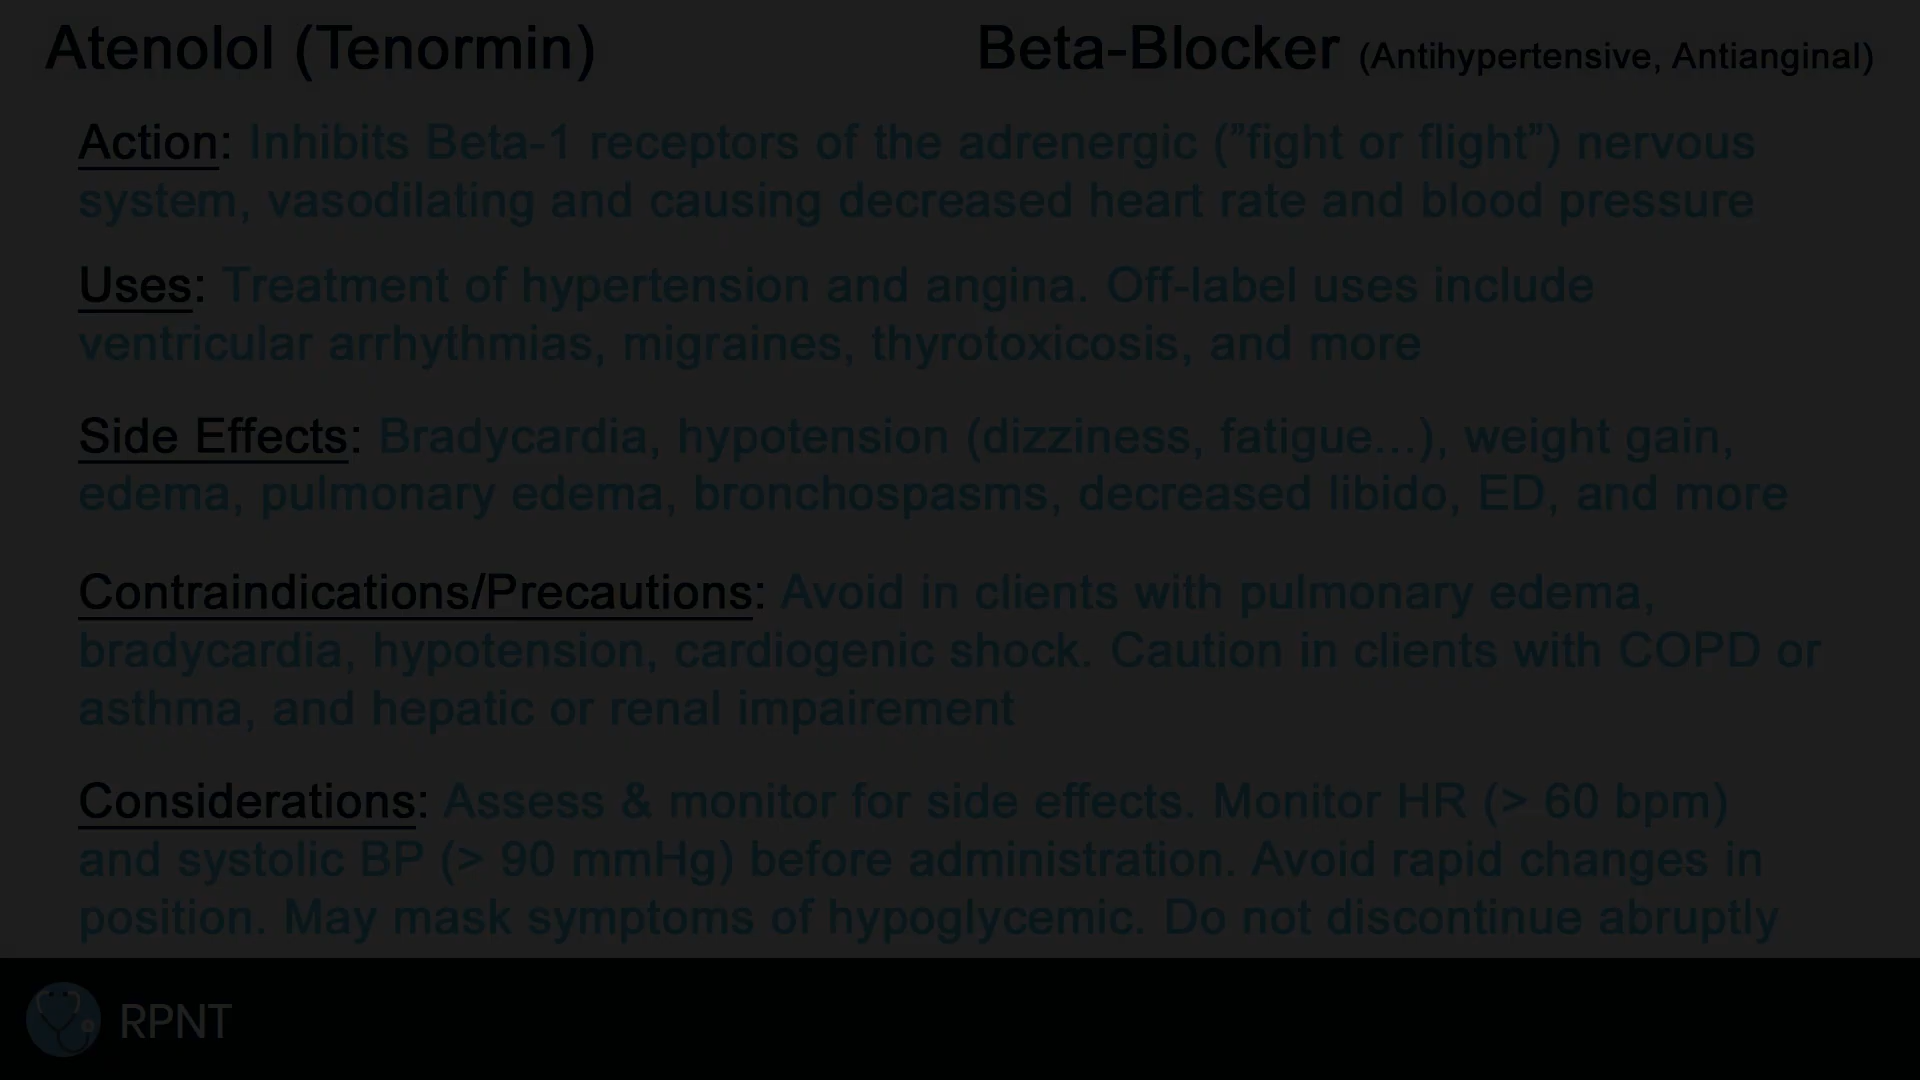 Atenolol (Tenormin)
Beta-Blocker (Antihypertensive, Antianginal)
Action: Inhibits Beta-1 receptors of the adrenergic (”fight or flight”) nervous
system, vasodilating and causing decreased heart rate and blood pressure
Uses: Treatment of hypertension and angina. Off-label uses include
ventricular arrhythmias, migraines, thyrotoxicosis, and more
Side Effects: Bradycardia, hypotension (dizziness, fatigue...), weight gain,
edema, pulmonary edema, bronchospasms, decreased libido, ED, and more
Contraindications/Precautions: Avoid in clients with pulmonary edema,
bradycardia, hypotension, cardiogenic shock. Caution in clients with COPD or
asthma, and hepatic or renal impairement
Considerations: Assess & monitor for side effects. Monitor HR (> 60 bpm)
and systolic BP (> 90 mmHg) before administration. Avoid rapid changes in
position. May mask symptoms of hypoglycemic. Do not discontinue abruptly
RPNT